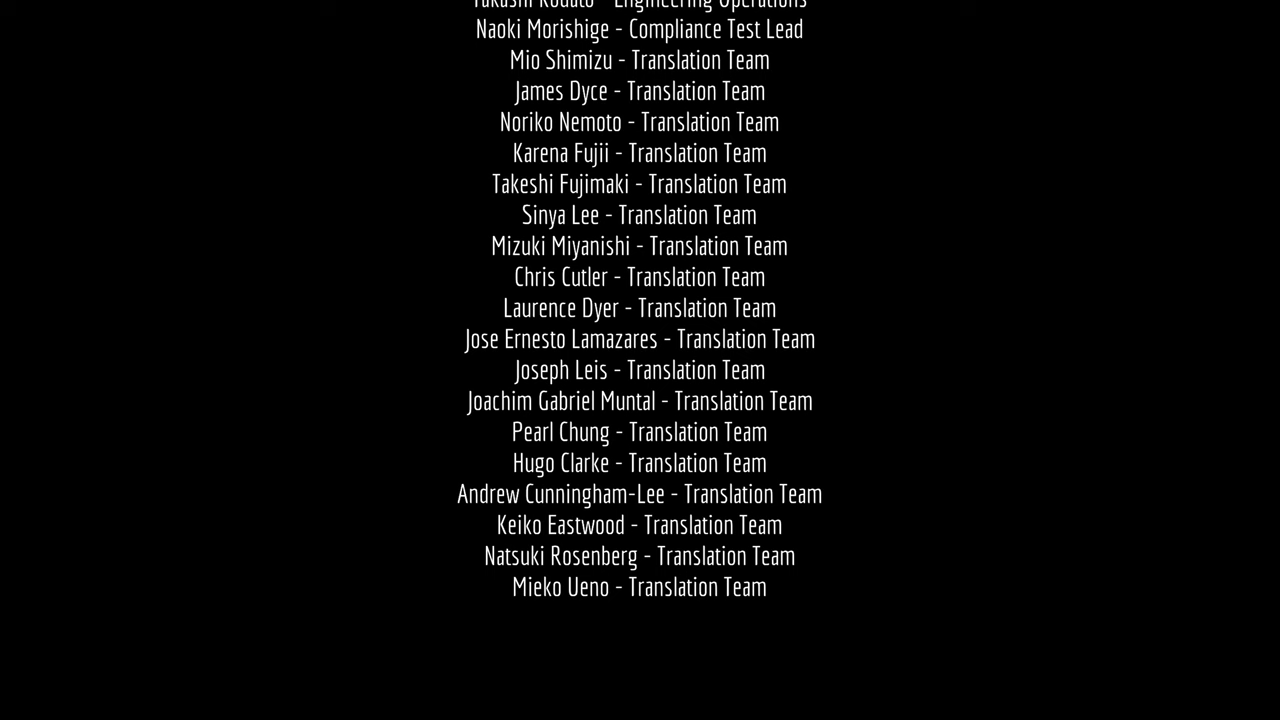 Takashi Kodato - Engineering Operations
Naoki Morishige - Compliance Test Lead
Mio Shimizu - Translation Team
James Dyce - Translation Team
Noriko Nemoto - Translation Team
Karena Fujii - Translation Team
Takeshi Fujimaki - Translation Team
Sinya Lee - Translation Team
Mizuki Miyanishi - Translation Team
Chris Cutler - Translation Team
Laurence Dyer - Translation Team
Jose Ernesto Lamazares - Translation Team
Joseph Leis - Translation Team
Joachim Gabriel Muntal - Translation Team
Pearl Chung - Translation Team
Hugo Clarke - Translation Team
Andrew Cunningham-Lee - Translation Team
Keiko Eastwood - Translation Team
Natsuki Rosenberg - Translation Team
Mieko Ueno - Translation Team